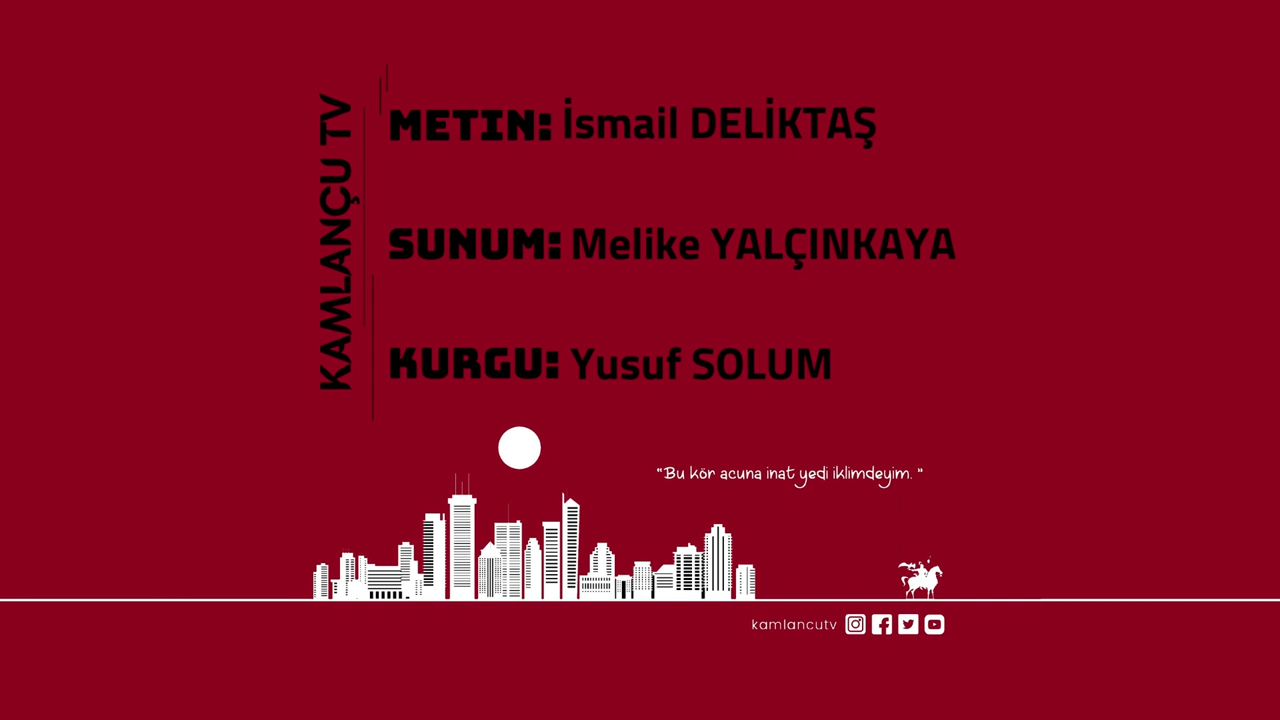 KAMLANÇU TV
METIN: İsmail DELİKTAŞ
SUNUM: Melike YALÇINKAYA
KURGU: Yusuf SOLUM
“Bu kör acuna inat yedi iklimdeyim. ”
kamlancutv